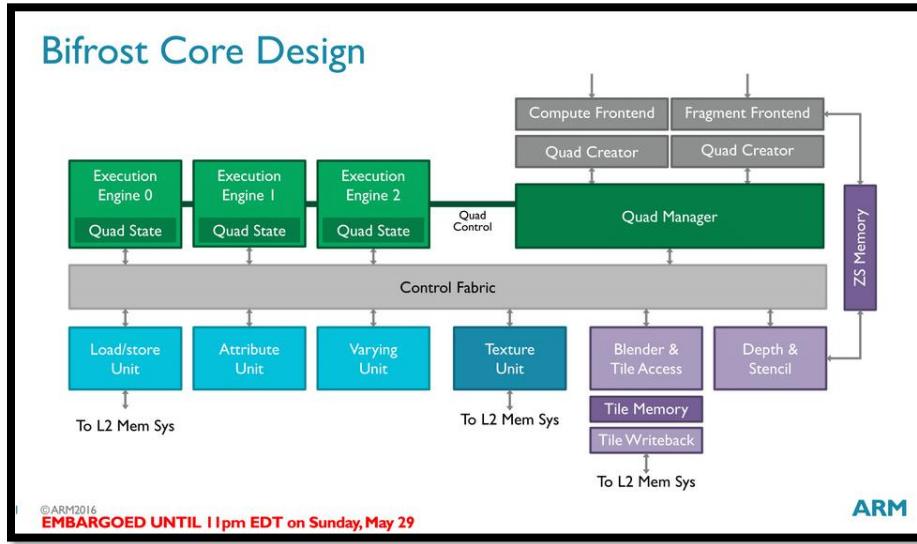 Bifrost Core Design
Compute Frontend
Fragment Frontend
Quad Creator
Quad Creator
Execution
Engine 0
Quad State
Execution
Engine 1
Quad State
Execution
Engine 2
Quad State
Quad
Control
Quad Manager
ZS Memory
Control Fabric
Load/store
Unit
Attribute
Unit
Varying
Unit
Texture
Unit
Blender &
Tile Access
Depth &
Stencil
Tile Memory
Tile Writeback
To L2 Mem Sys
To L2 Mem Sys
To L2 Mem Sys
©ARM2016
EMBARGOED UNTIL 11pm EDT on Sunday, May 29
ARM